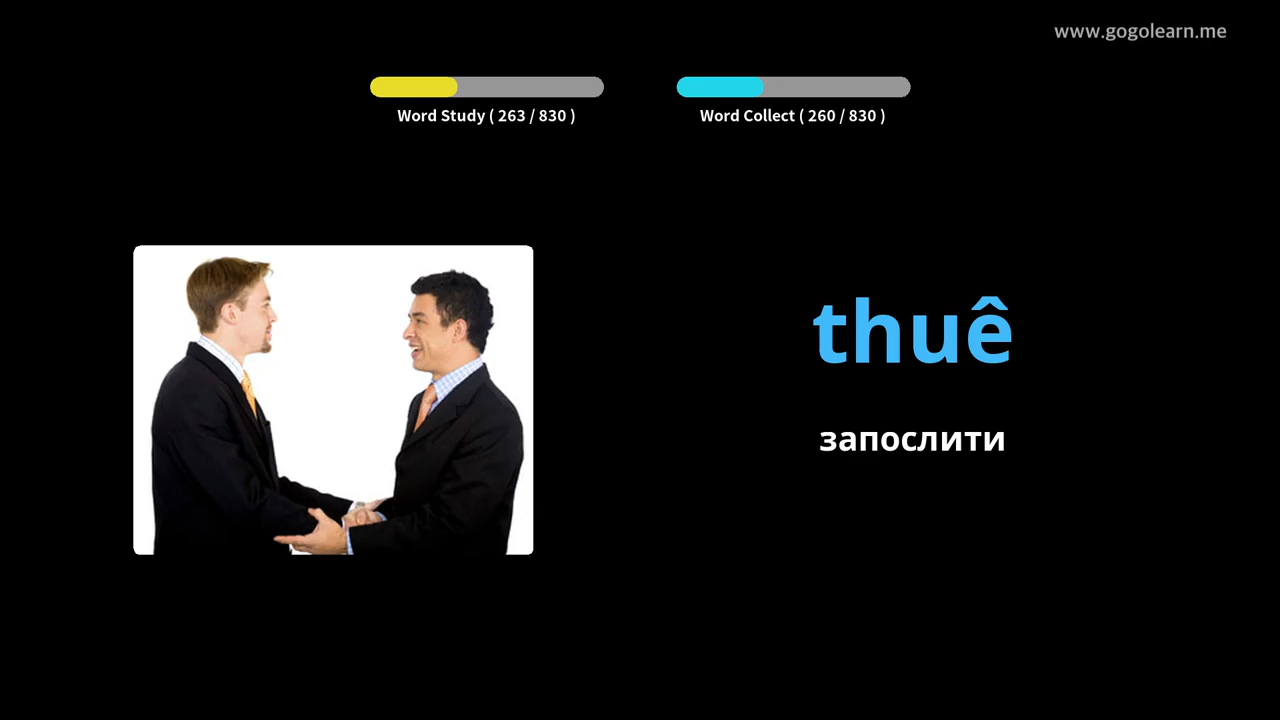 www.gogolearn.me
Word Study ( 263 / 830 )
Word Collect ( 260 / 830 )
thuê
запослити